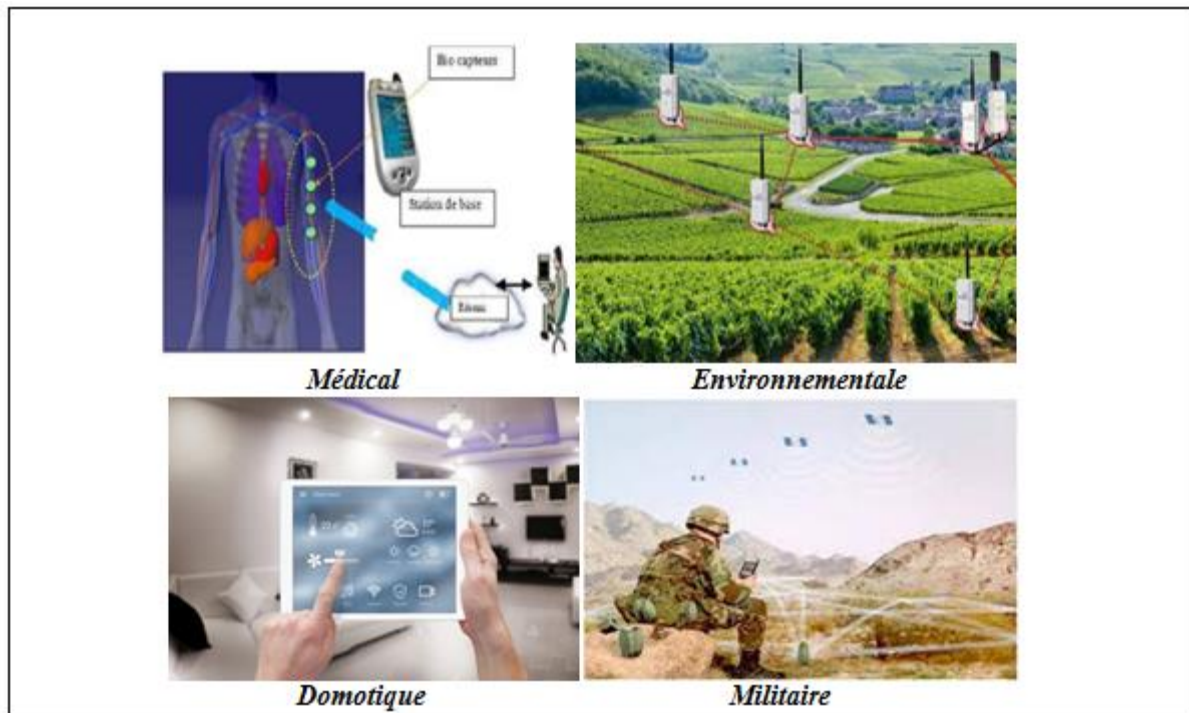 Bio capteurs
Station de base
Réseau
Médical
Environnementale
Domotique
Militaire